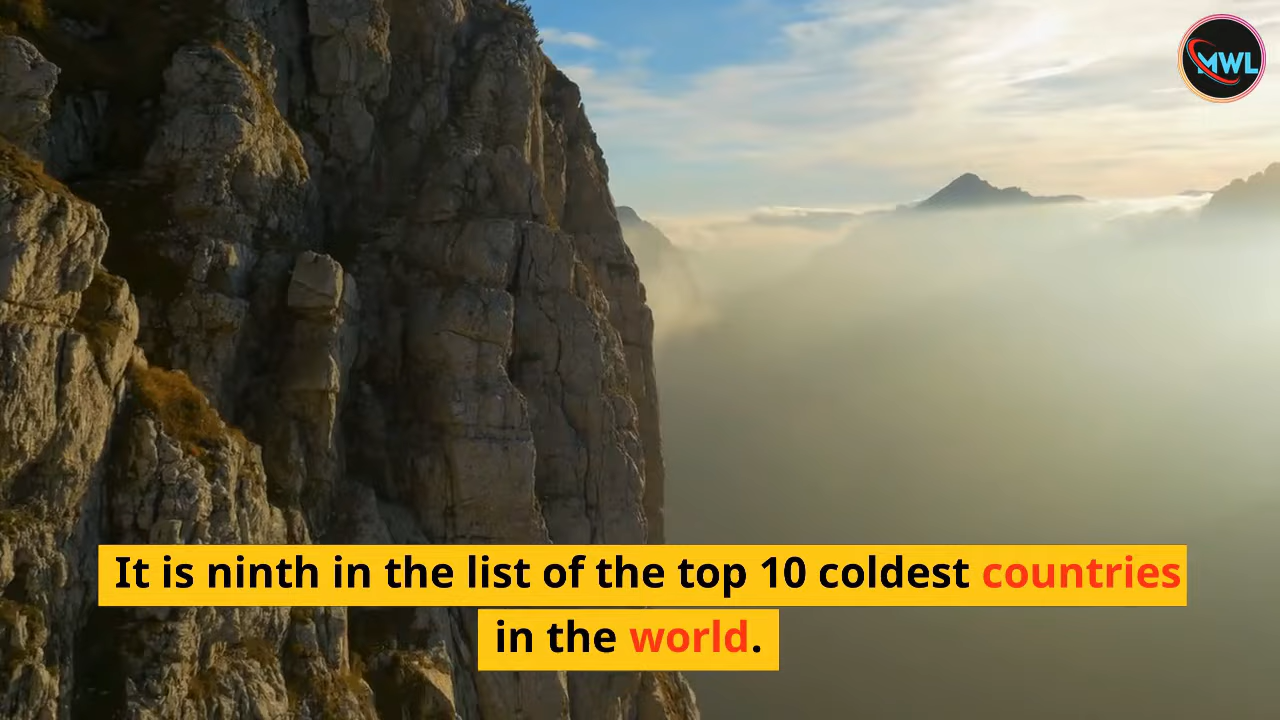 MWL
It is ninth in the list of the top 10 coldest countries
in the world.